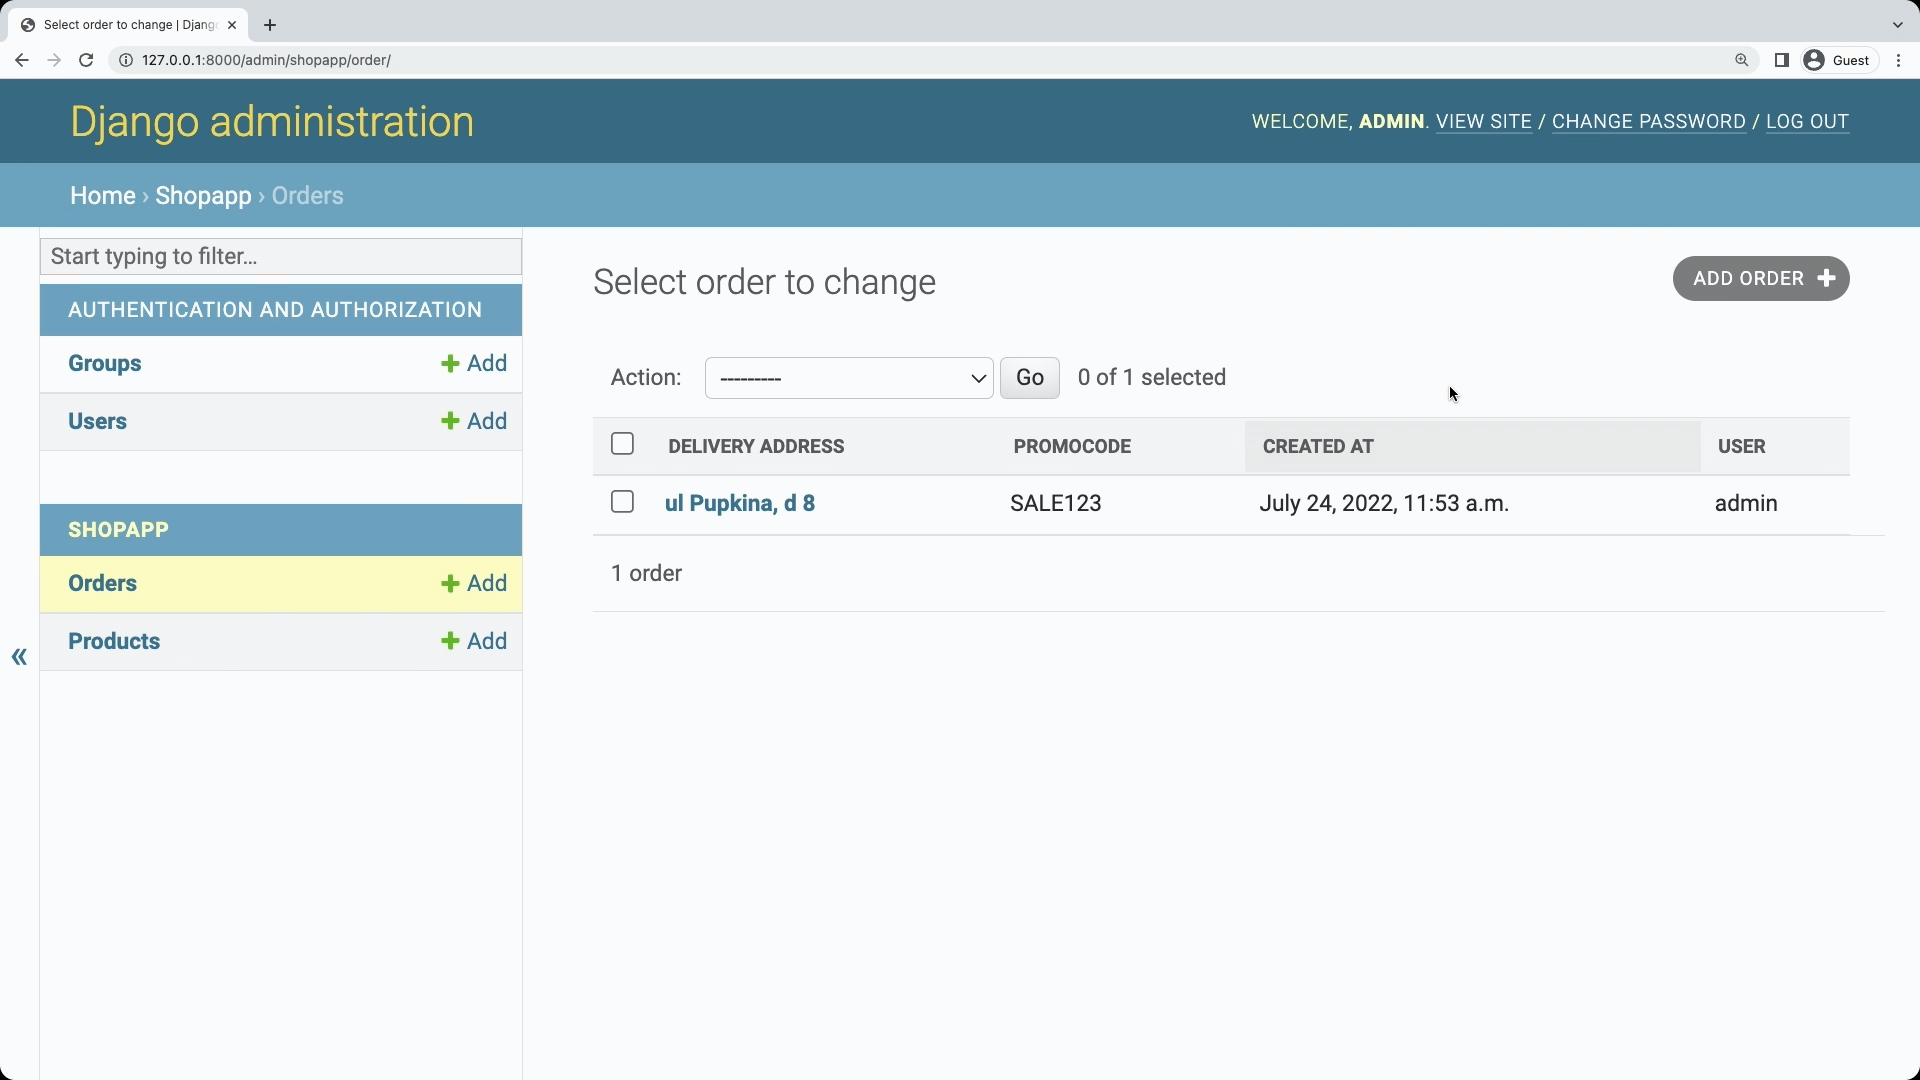 Select order to change | Djang
127.0.0.1:8000/admin/shopapp/order/
Guest
Django administration
WELCOME, ADMIN. VIEW SITE / CHANGE PASSWORD / LOG OUT
Home › Shopapp › Orders
Start typing to filter...
AUTHENTICATION AND AUTHORIZATION
Groups + Add
Users + Add
SHOPAPP
Orders + Add
Products + Add
«
Select order to change
ADD ORDER +
Action: --------- Go 0 of 1 selected
DELIVERY ADDRESS PROMOCODE CREATED AT USER
ul Pupkina, d 8 SALE123 July 24, 2022, 11:53 a.m. admin
1 order